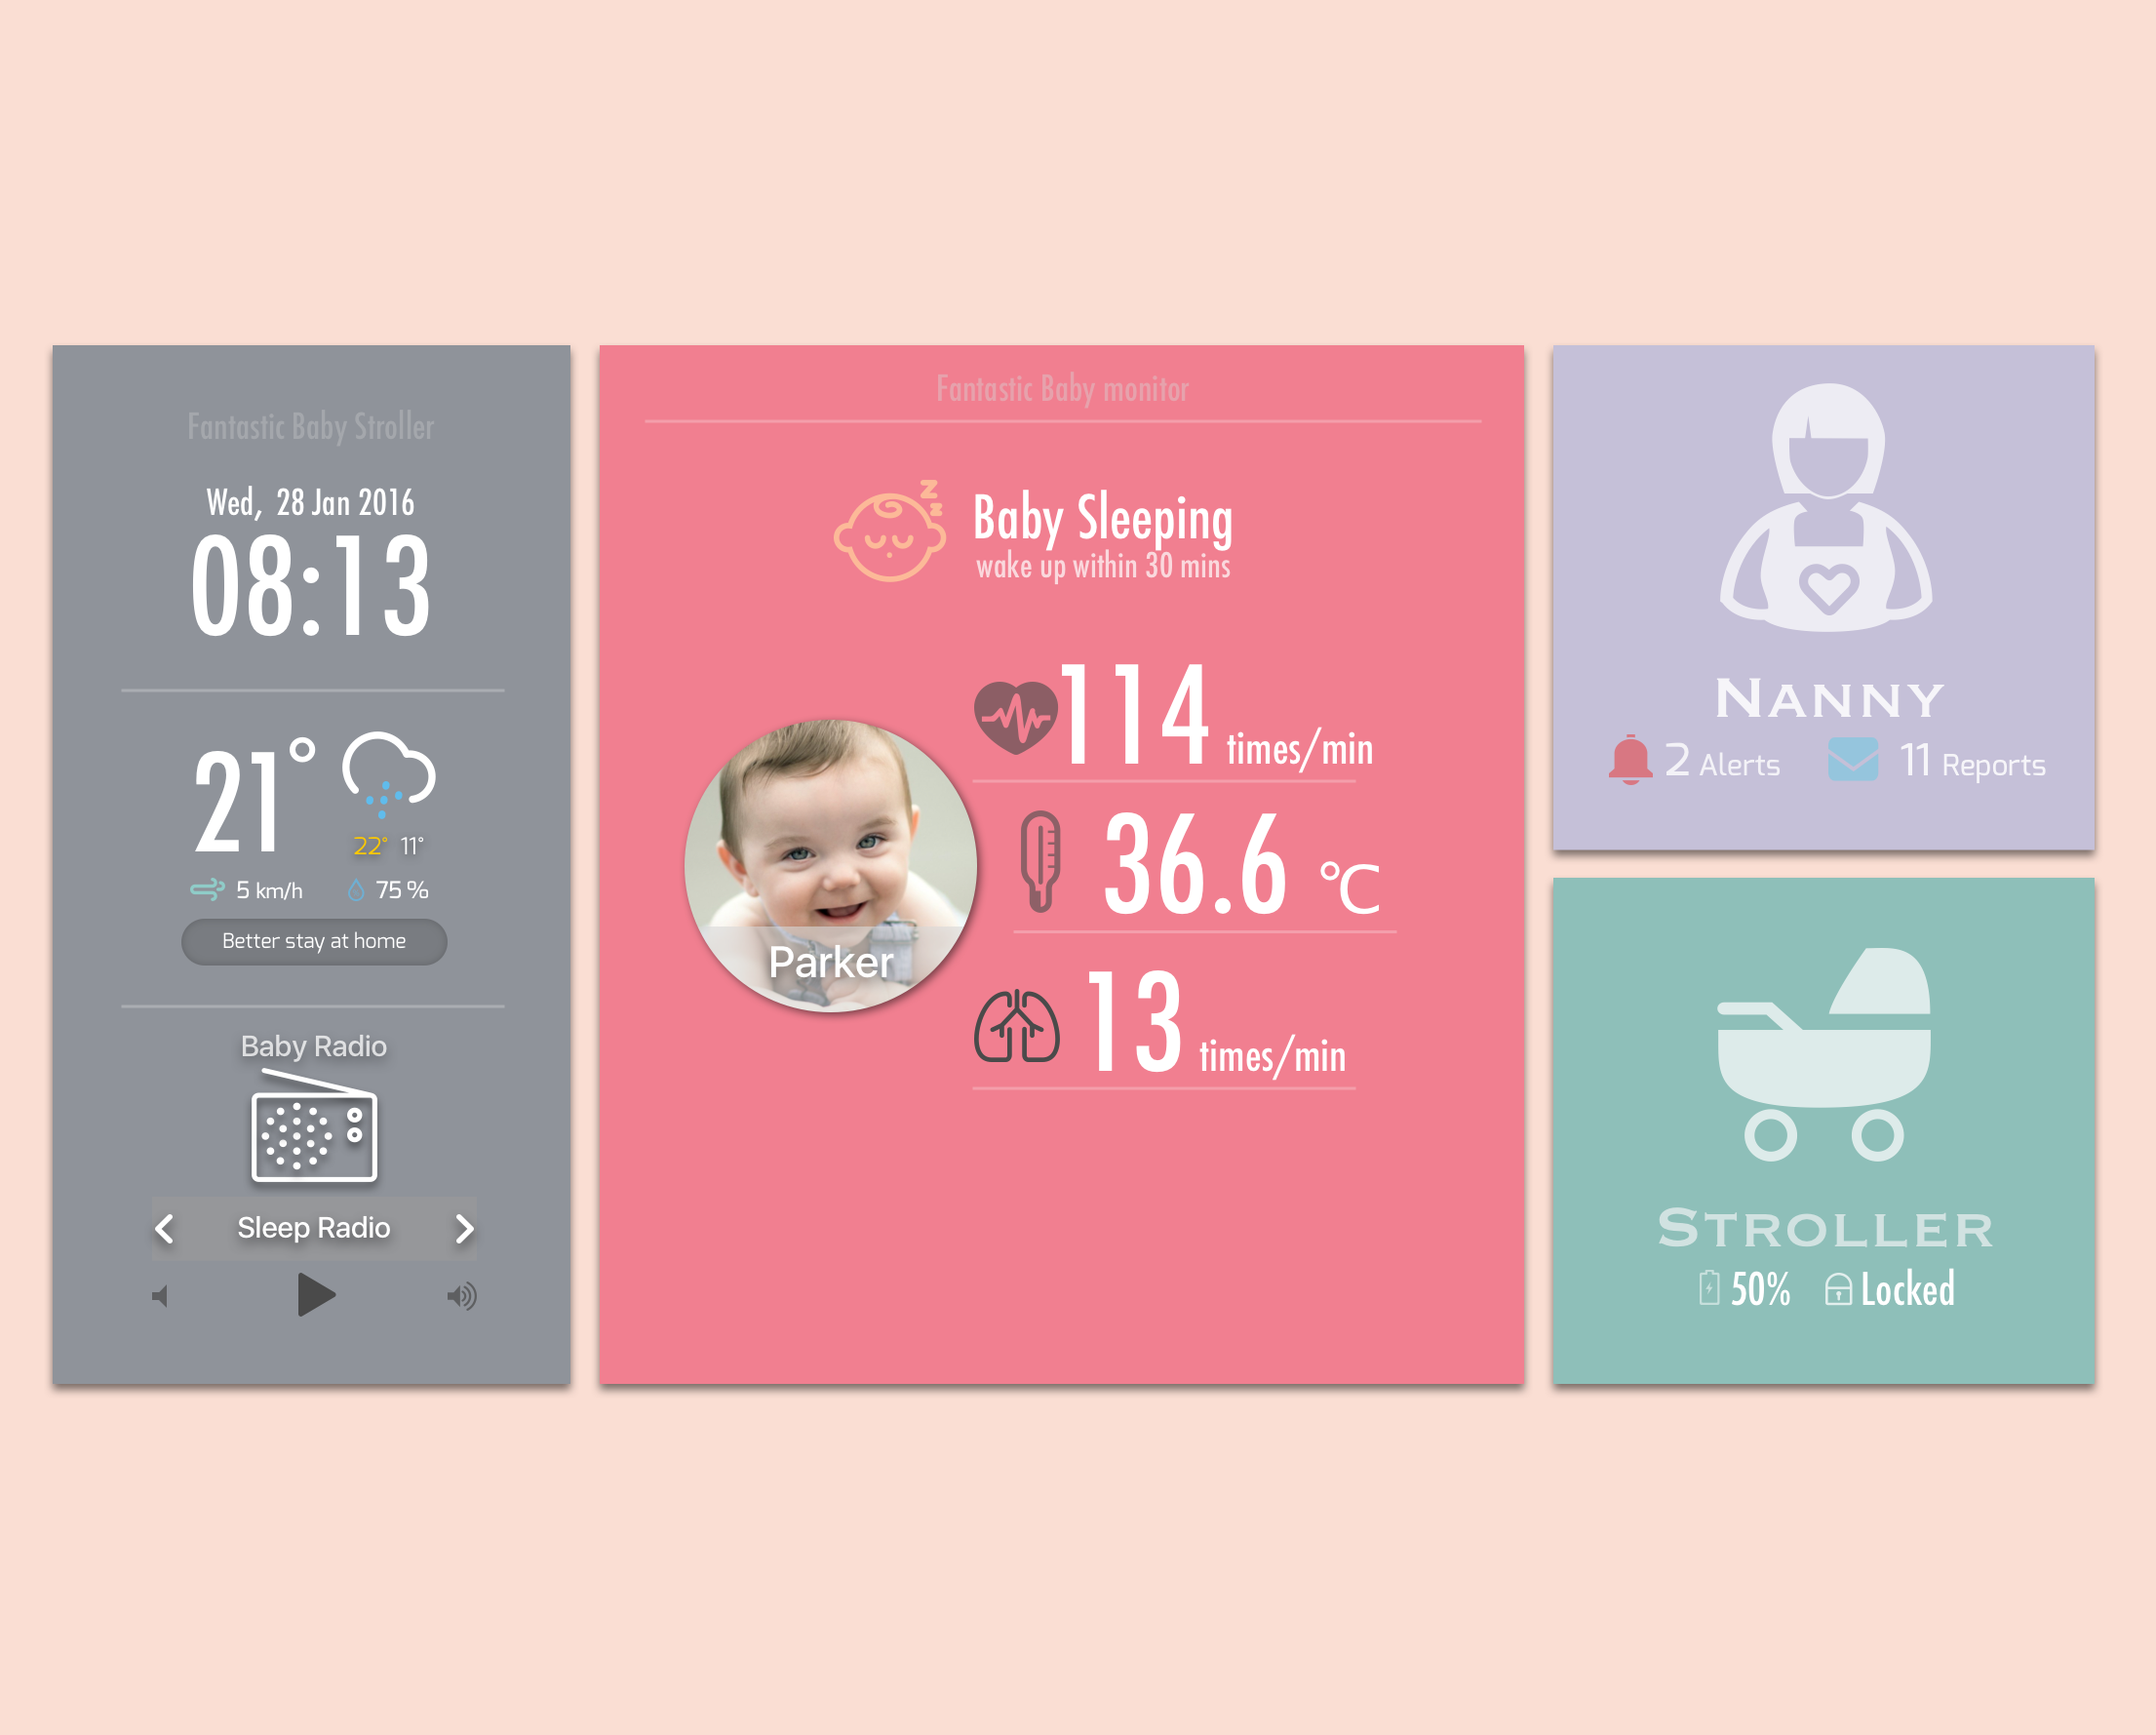 Fantastic Baby Stroller
Wed, 28 Jan 2016
08:13
21°
22° 11°
5 km/h 75 %
Better stay at home
Baby Radio
Sleep Radio
Fantastic Baby monitor
z
z
Baby Sleeping
wake up within 30 mins
114 times/min
36.6 °C
13 times/min
Parker
NANNY
2 Alerts 11 Reports
STROLLER
50% Locked